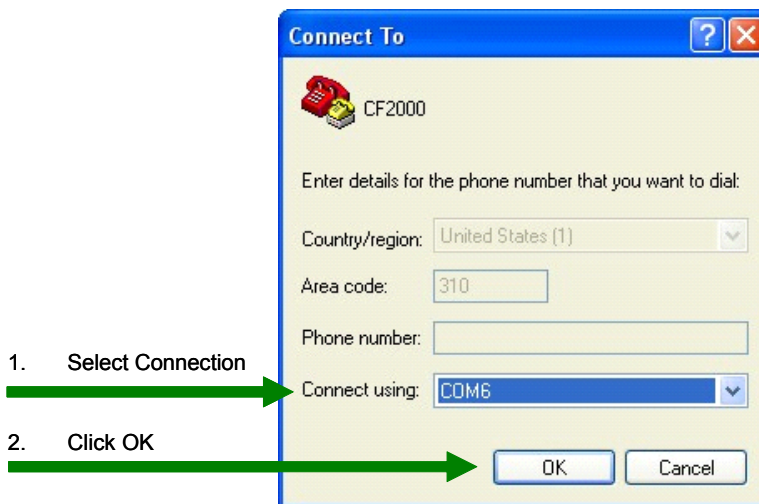 Connect To
CF2000
Enter details for the phone number that you want to dial:
Country/region: United States (1)
Area code: 310
Phone number:
1. Select Connection
Connect using: COM6
2. Click OK
OK Cancel